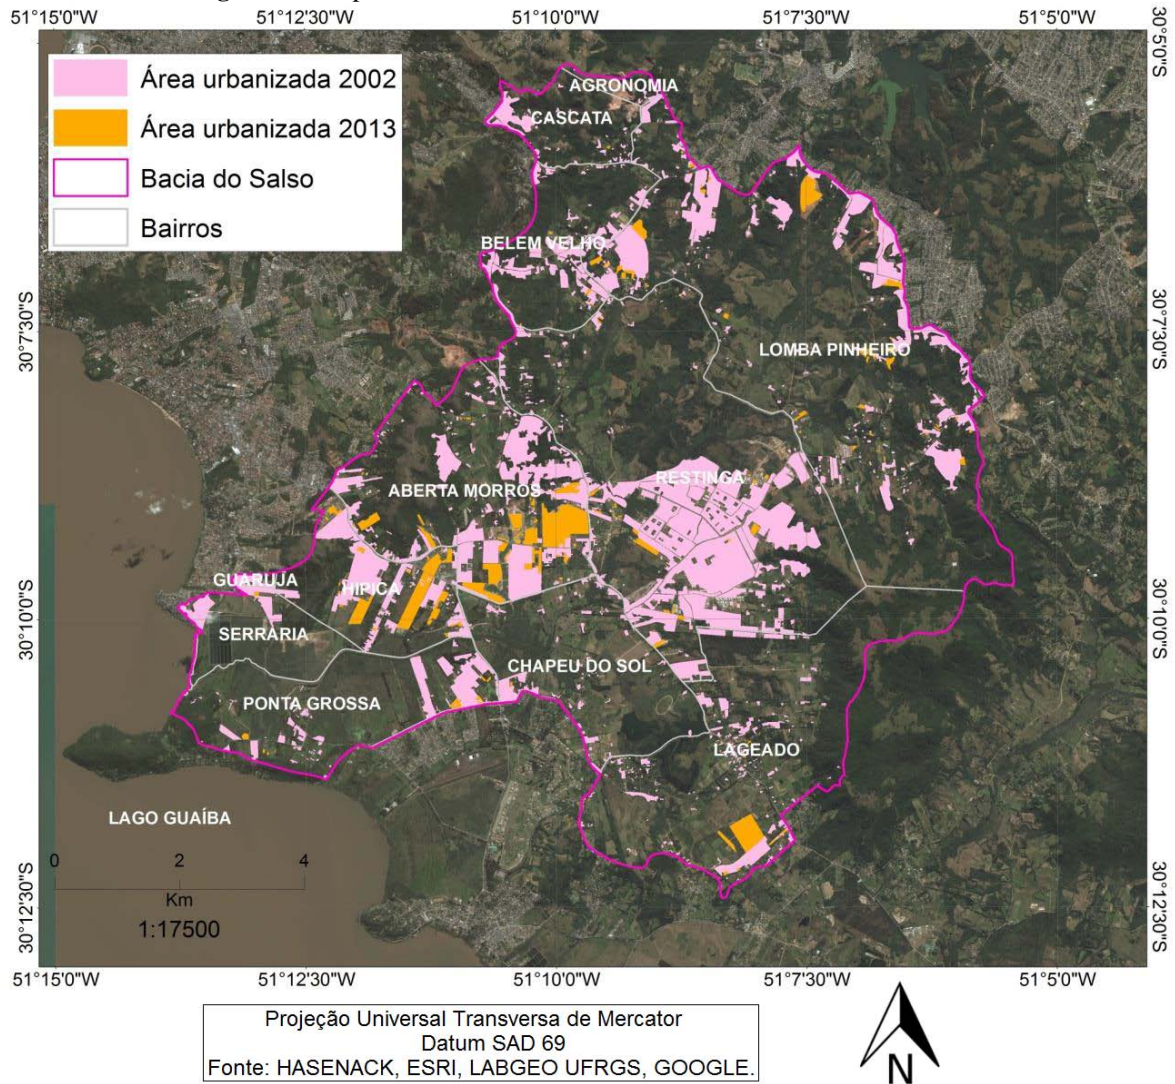 51°15'0"W 51°12'30"W 51°10'0"W 51°7'30"W 51°5'0"W
30°5'0"S
Área urbanizada 2002
Área urbanizada 2013
Bacia do Salso
Bairros
AGRONOMIA
CASCATA
BELEM VELHO
30°7'30"S 30°7'30"S
LOMBA PINHEIRO
RESTINGA
ABERTA MORROS
GUARUJA
HIPICA
30°10'0"S 30°10'0"S
SERRARIA
CHAPEU DO SOL
PONTA GROSSA
LAGEADO
LAGO GUAÍBA
0 2 4
Km
1:17500
30°12'30"S 30°12'30"S
51°15'0"W 51°12'30"W 51°10'0"W 51°7'30"W 51°5'0"W
Projeção Universal Transversa de Mercator
Datum SAD 69
Fonte: HASENACK, ESRI, LABGEO UFRGS, GOOGLE.
N